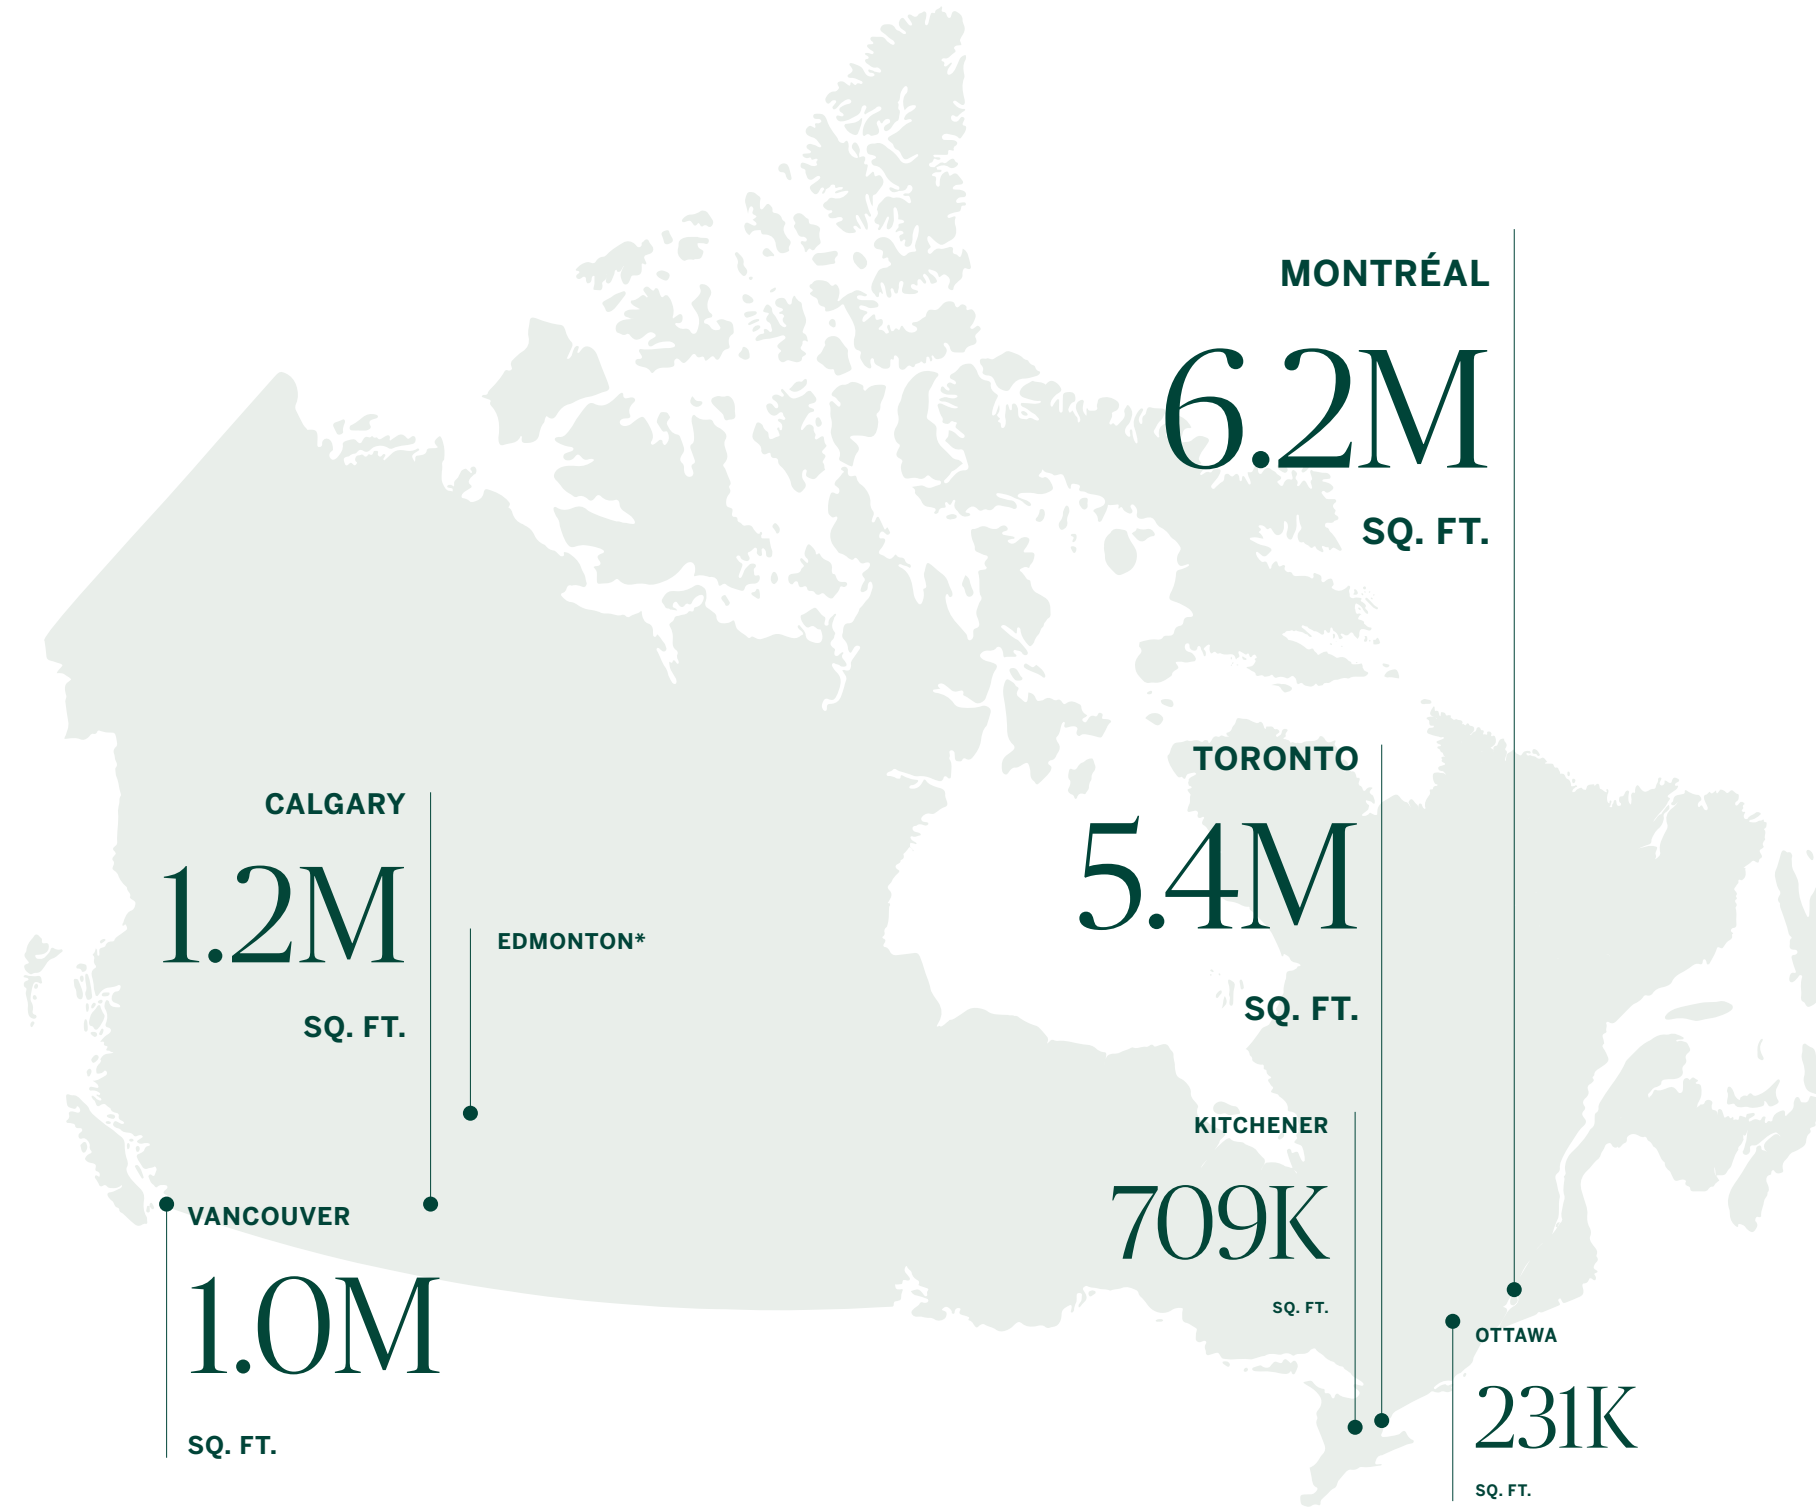 MONTRÉAL
6.2M
SQ. FT.
TORONTO
5.4M
SQ. FT.
CALGARY
1.2M
SQ. FT.
EDMONTON*
KITCHENER
709K
SQ. FT.
VANCOUVER
1.0M
SQ. FT.
OTTAWA
231K
SQ. FT.